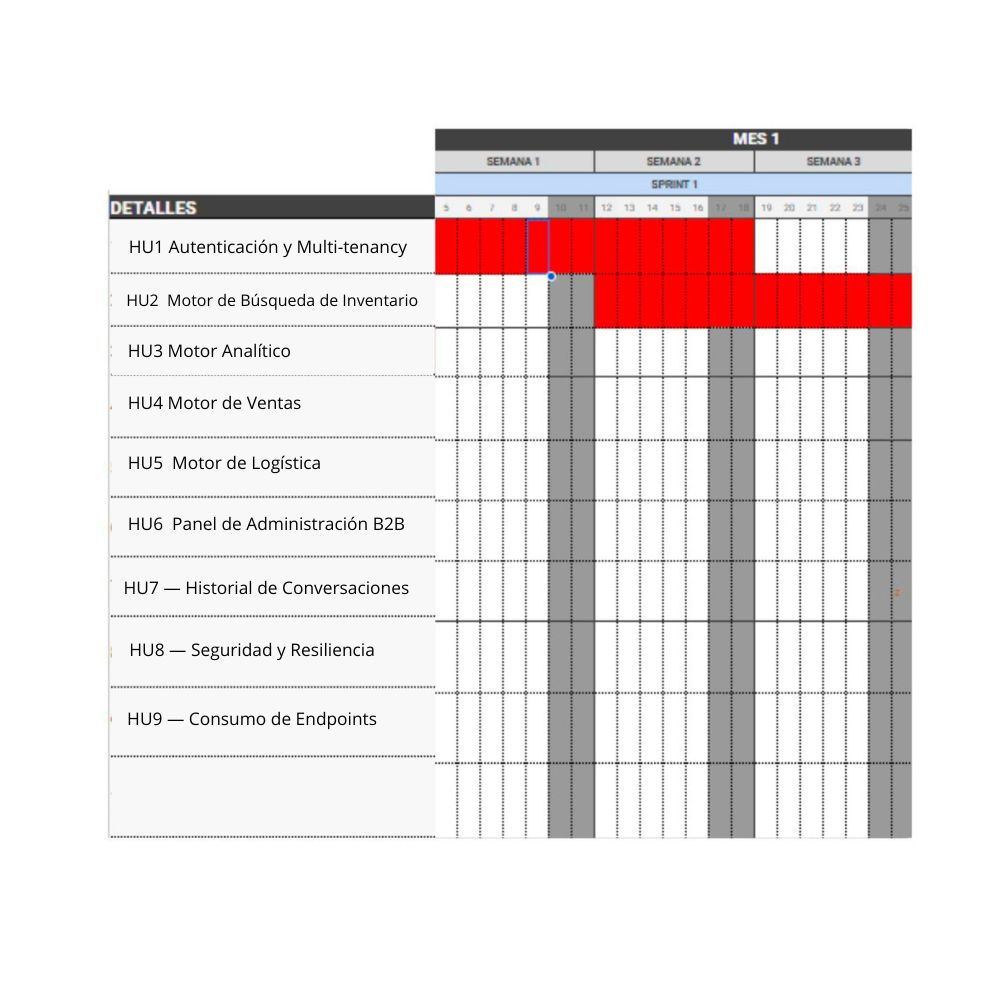 MES 1
SEMANA 1 SEMANA 2 SEMANA 3
SPRINT 1
DETALLES 5 6 7 8 9 10 11 12 13 14 15 16 17 18 19 20 21 22 23 24 25
HU1 Autenticación y Multi-tenancy
HU2 Motor de Búsqueda de Inventario
HU3 Motor Analítico
HU4 Motor de Ventas
HU5 Motor de Logística
HU6 Panel de Administración B2B
HU7 — Historial de Conversaciones
HU8 — Seguridad y Resiliencia
HU9 — Consumo de Endpoints